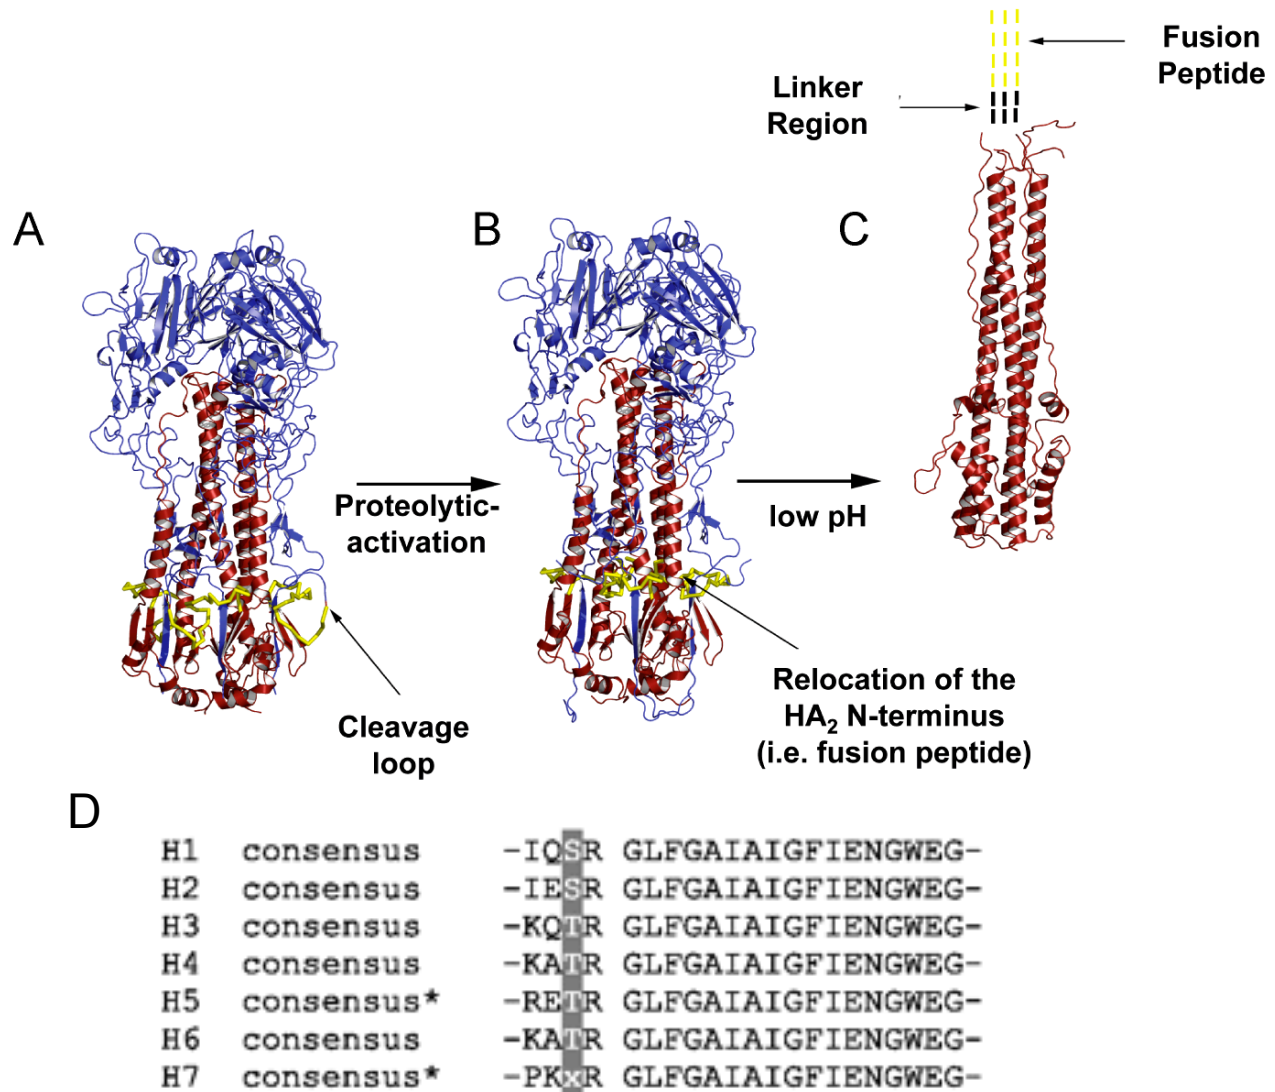 Fusion
Peptide
Linker
Region
A
B
C
Proteolytic-
activation
low pH
Cleavage
loop
Relocation of the
HA2 N-terminus
(i.e. fusion peptide)
D
H1 consensus -IQSR GLFGAIAIGFIENGWEG-
H2 consensus -IESR GLFGAIAIGFIENGWEG-
H3 consensus -KQTR GLFGAIAIGFIENGWEG-
H4 consensus -KATR GLFGAIAIGFIENGWEG-
H5 consensus* -RETR GLFGAIAIGFIENGWEG-
H6 consensus -KATR GLFGAIAIGFIENGWEG-
H7 consensus* -PKxR GLFGAIAIGFIENGWEG-